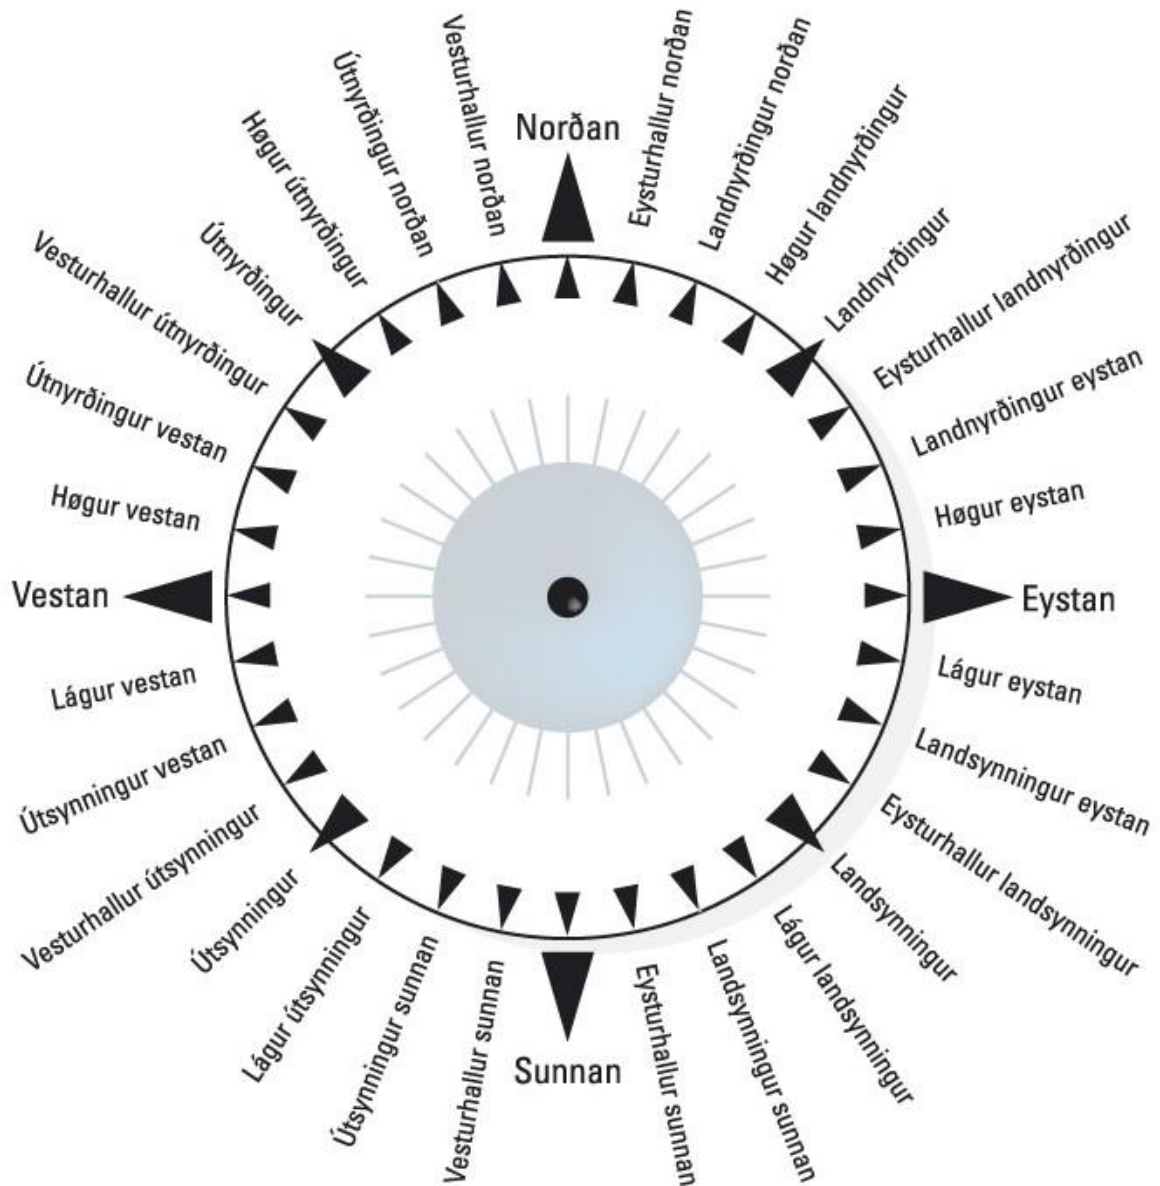 Norðan
Eysturhallur norðan
Landnyrðingur norðan
Høgur landnyrðingur
Landnyrðingur
Eysturhallur landnyrðingur
Landnyrðingur eystan
Høgur eystan
Eystan
Lágur eystan
Landsynningur eystan
Eysturhallur landsynningur
Landsynningur
Lágur landsynningur
Landsynningur sunnan
Eysturhallur sunnan
Sunnan
Vesturhallur sunnan
Útsynningur sunnan
Lágur útsynningur
Útsynningur
Vesturhallur útsynningur
Útsynningur vestan
Lágur vestan
Vestan
Høgur vestan
Útnyrðingur vestan
Vesturhallur útnyrðingur
Útnyrðingur
Høgur útnyrðingur
Útnyrðingur norðan
Vesturhallur norðan